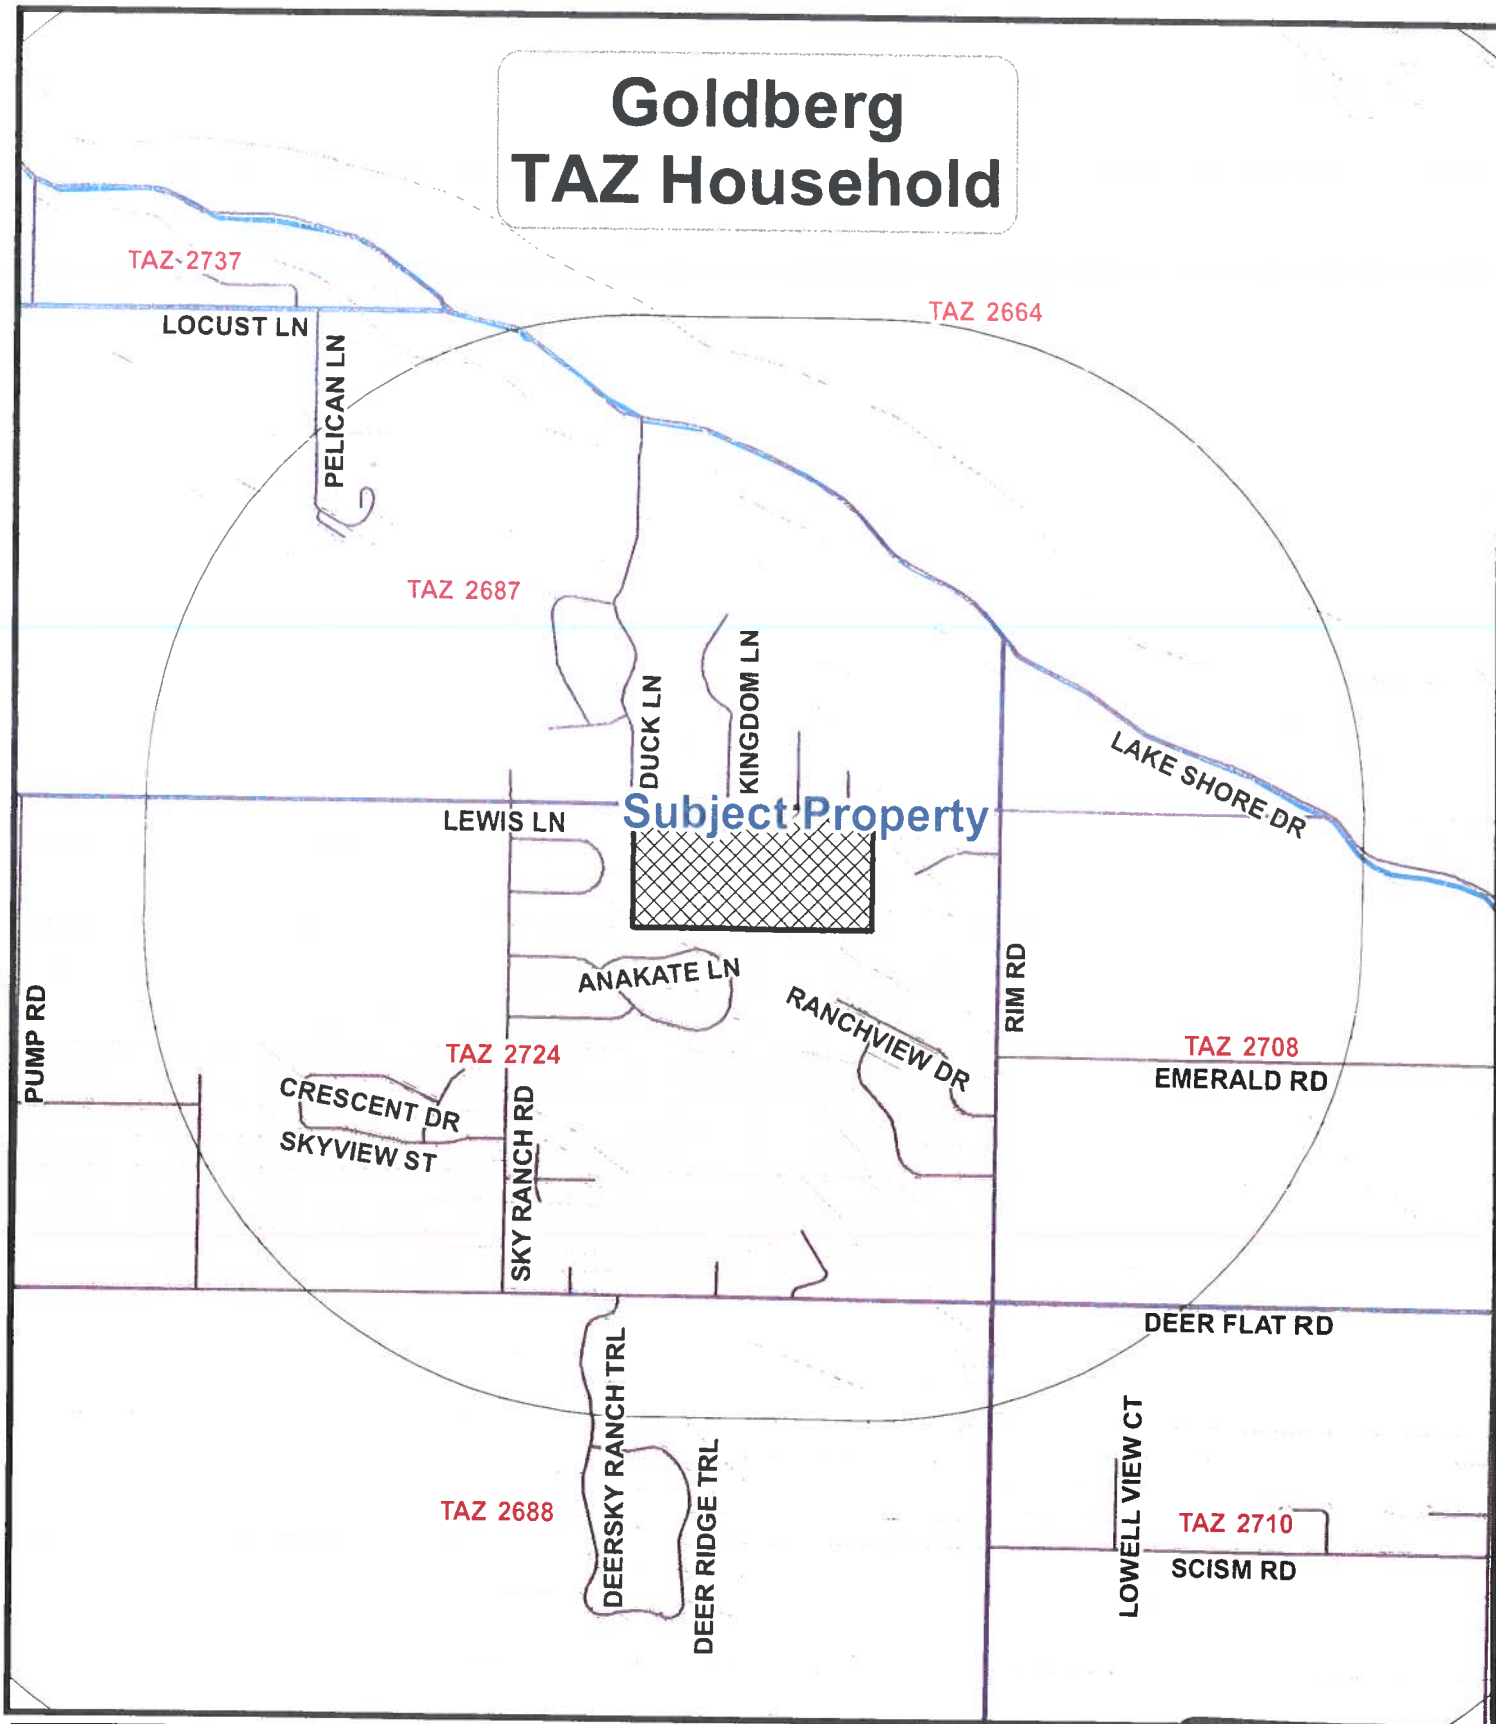 Goldberg
TAZ Household
TAZ 2737
TAZ 2664
LOCUST LN
PELICAN LN
TAZ 2687
DUCK LN
KINGDOM LN
LAKE SHORE DR
Subject Property
LEWIS LN
ANAKATE LN
RIM RD
RANCHVIEW DR
PUMP RD
TAZ 2724
TAZ 2708
EMERALD RD
CRESCENT DR
SKYVIEW ST
SKY RANCH RD
DEER FLAT RD
DEERSKY RANCH TRL
DEER RIDGE TRL
LOWELL VIEW CT
TAZ 2688
TAZ 2710
SCISM RD